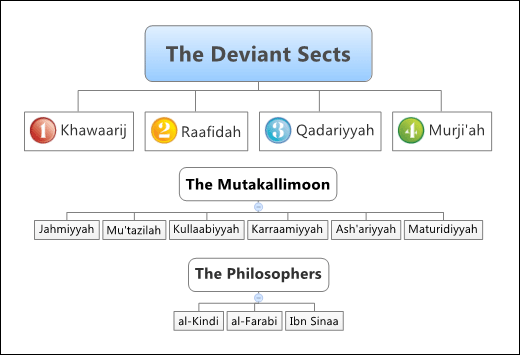 The Deviant Sects
1 Khawaarij 2 Raafidah 3 Qadariyyah 4 Murji'ah
The Mutakallimoon
Jahmiyyah Mu'tazilah Kullaabiyyah Karraamiyyah Ash'ariyyah Maturidiyyah
The Philosophers
al-Kindi al-Farabi Ibn Sinaa